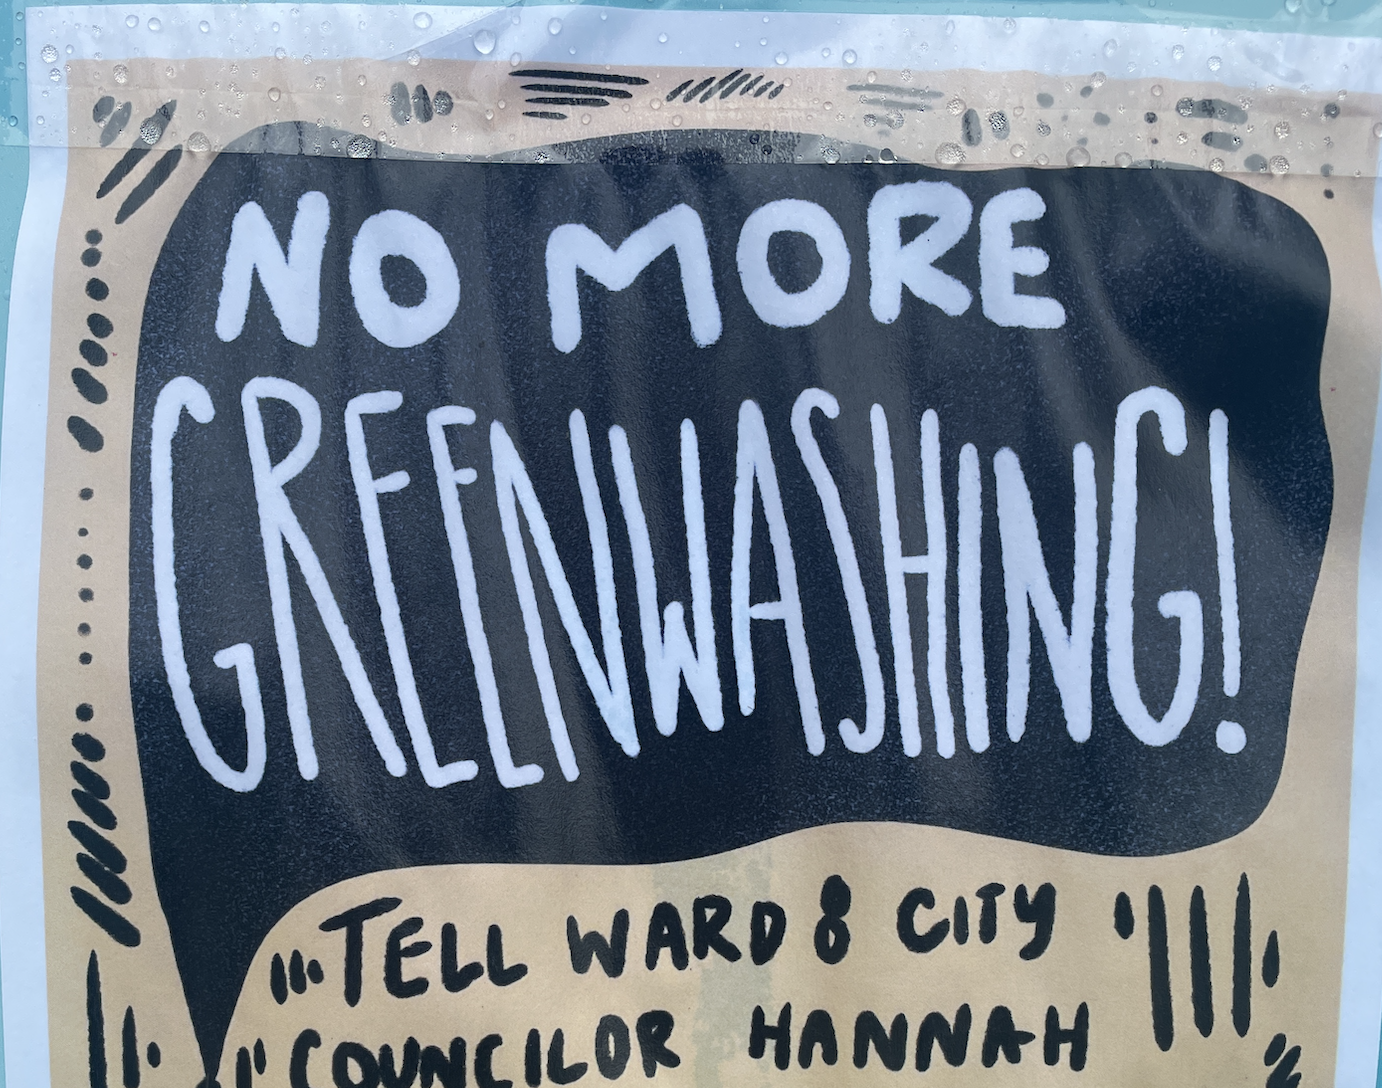 NO MORE
GREENWASHING!
TELL WARD 8 CITY
COUNCILOR HANNAH